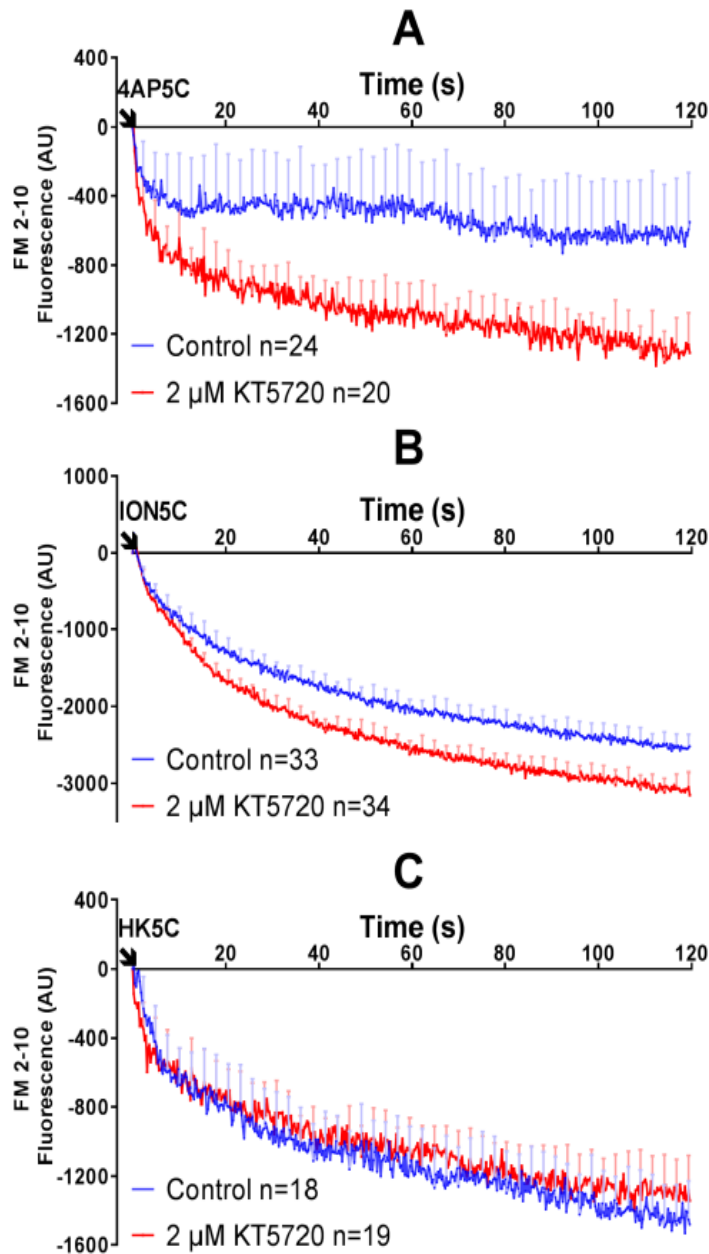 A
400
Time (s)
4AP5C
20 40 60 80 100 120
0
-400
-800
-1200
-1600
FM 2-10
Fluorescence (AU)
Control n=24
2 µM KT5720 n=20
B
1000
Time (s)
ION5C
20 40 60 80 100 120
0
-1000
-2000
-3000
FM 2-10
Fluorescence (AU)
Control n=33
2 µM KT5720 n=34
C
400
Time (s)
HK5C
20 40 60 80 100 120
0
-400
-800
-1200
-1600
FM 2-10
Fluorescence (AU)
Control n=18
2 µM KT5720 n=19